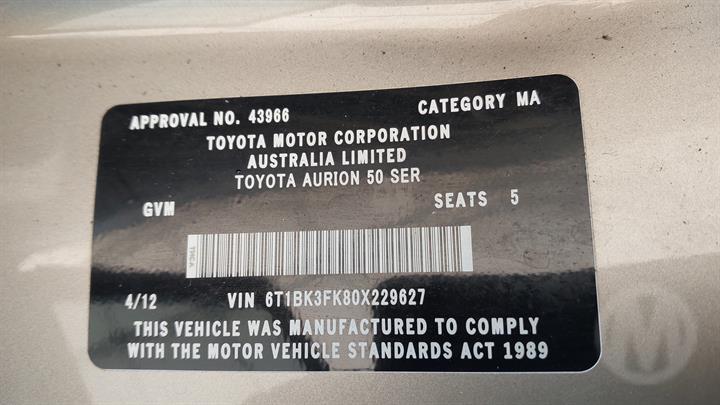 APPROVAL NO. 43966 CATEGORY MA
TOYOTA MOTOR CORPORATION
AUSTRALIA LIMITED
TOYOTA AURION 50 SER
GVM SEATS 5
4/12 VIN 6T1BK3FK80X229627
THIS VEHICLE WAS MANUFACTURED TO COMPLY
WITH THE MOTOR VEHICLE STANDARDS ACT 1989
M